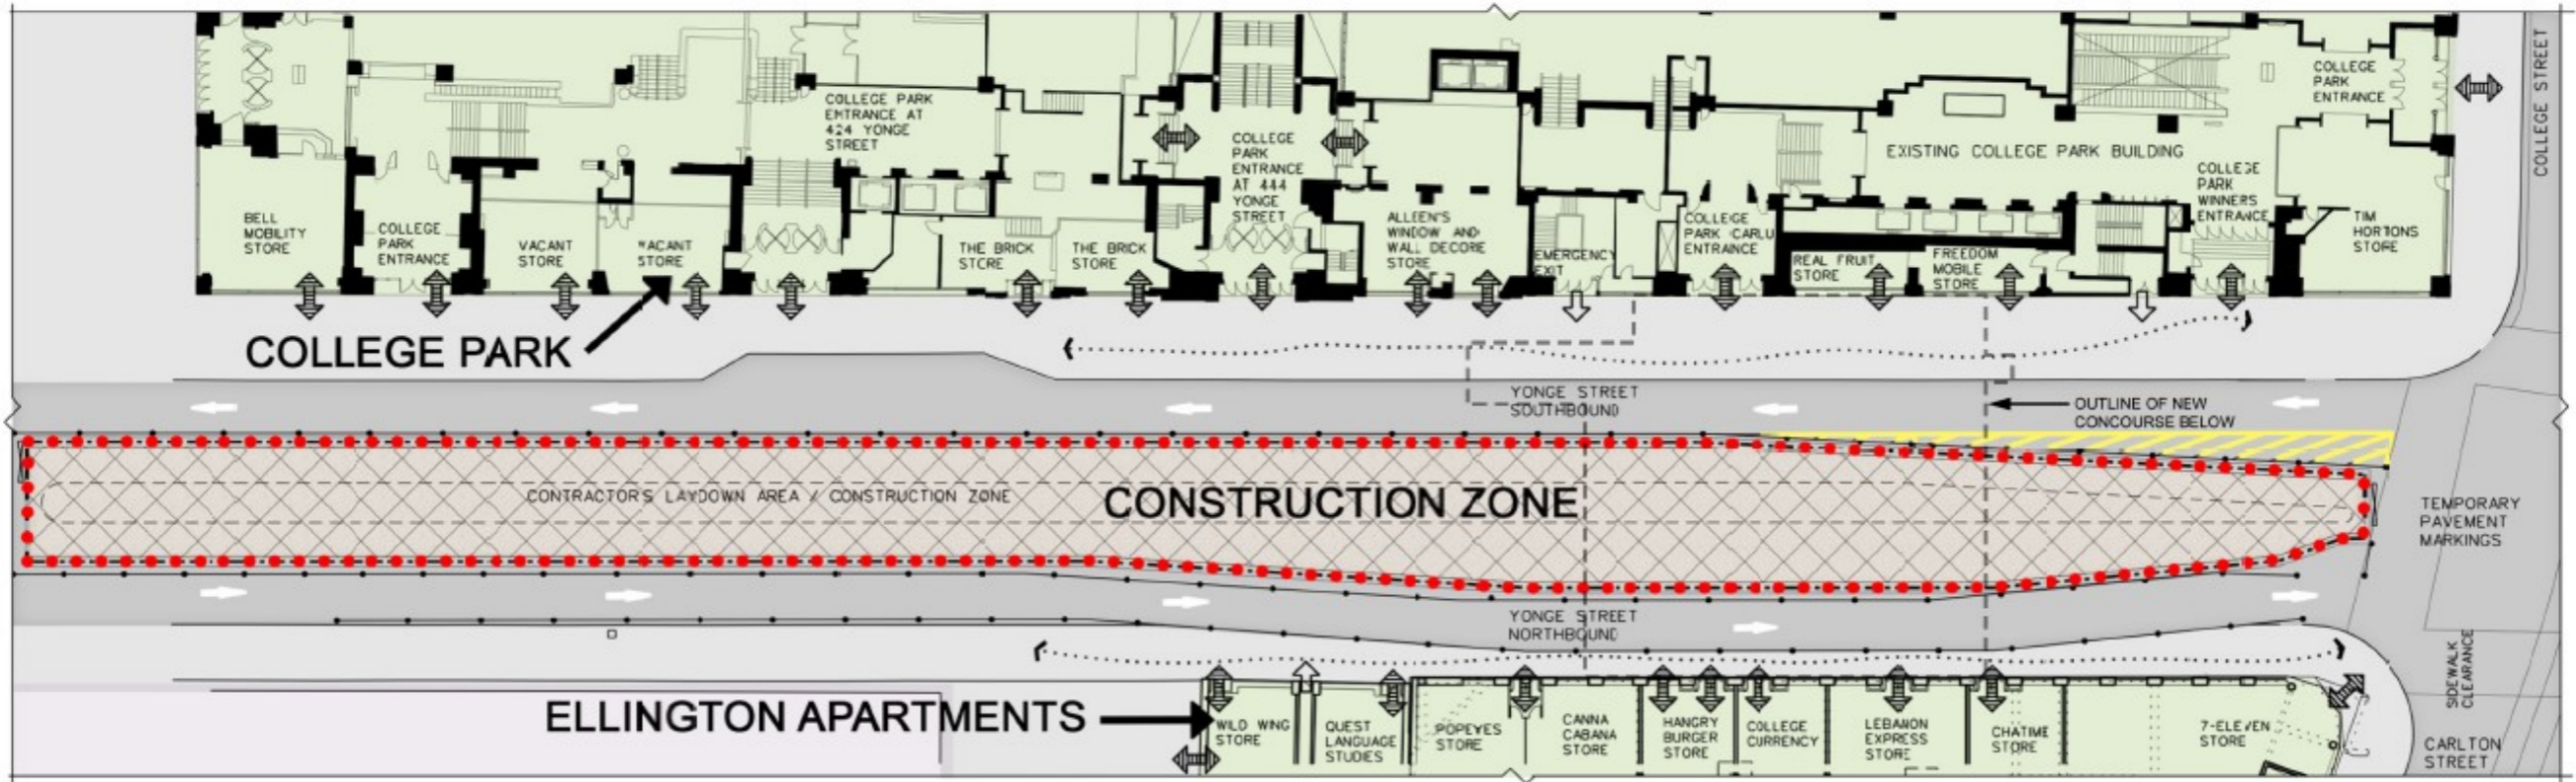 COLLEGE PARK
ENTRANCE AT
424 YONGE
STREET
COLLEGE
PARK
ENTRANCE
AT 444
YONGE
STREET
COLLEGE
PARK
ENTRANCE
COLLEGE STREET
EXISTING COLLEGE PARK BUILDING
COLLEGE
PARK
WINNERS
ENTRANCE
BELL
MOBILITY
STORE
COLLEGE
PARK
ENTRANCE
VACANT
STORE
VACANT
STORE
THE BRICK
STORE
THE BRICK
STORE
ALLEEN'S
WINDOW AND
WALL DECORE
STORE
EMERGENCY
EXIT
COLLEGE
PARK CARLU
ENTRANCE
REAL FRUIT
STORE
FREEDOM
MOBILE
STORE
TIM
HORTIONS
STORE
COLLEGE PARK
YONGE STREET
SOUTHBOUND
OUTLINE OF NEW
CONCOURSE BELOW
CONTRACTORS LAYDOWN AREA / CONSTRUCTION ZONE
CONSTRUCTION ZONE
TEMPORARY
PAVEMENT
MARKINGS
YONGE STREET
NORTHBOUND
SIDEWALK
CLEARANCE
ELLINGTON APARTMENTS
WILD WING
STORE
QUEST
LANGUAGE
STUDIES
POPEYES
STORE
CANNA
CABANA
STORE
HANGRY
BURGER
STORE
COLLEGE
CURRENCY
LEBANON
EXPRESS
STORE
CHATIME
STORE
7-ELEVEN
STORE
CARLTON
STREET